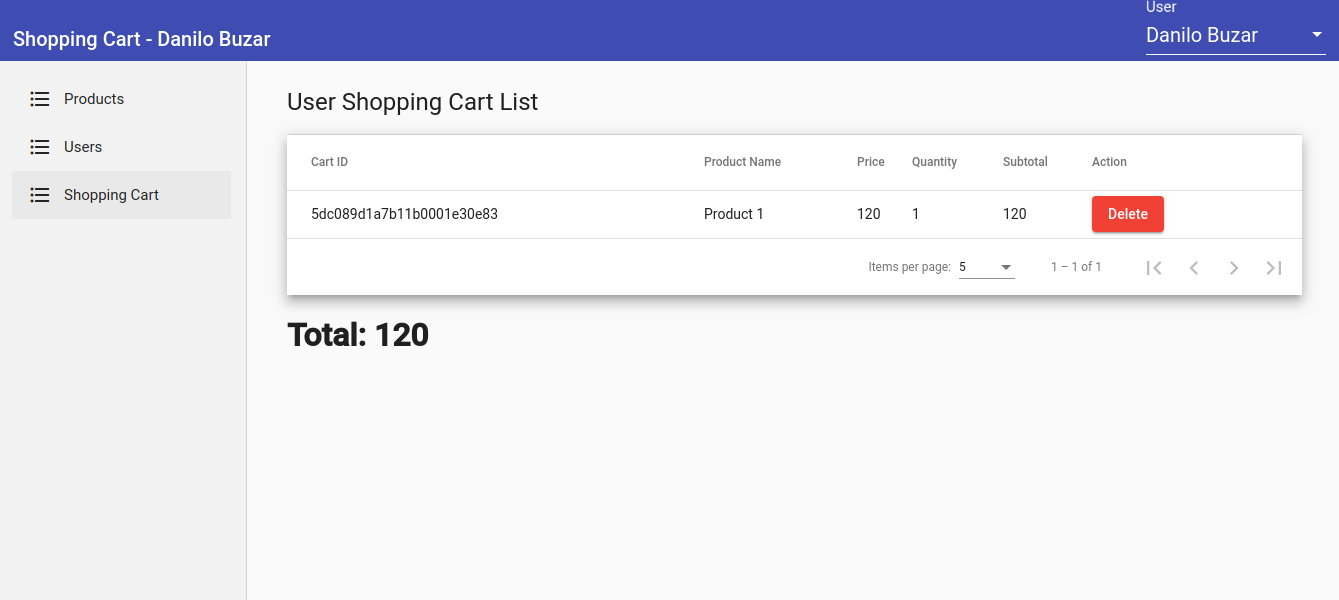 User
Shopping Cart - Danilo Buzar
Danilo Buzar
Products
Users
Shopping Cart
User Shopping Cart List
Cart ID Product Name Price Quantity Subtotal Action
5dc089d1a7b11b0001e30e83 Product 1 120 1 120 Delete
Items per page: 5 1 – 1 of 1
Total: 120